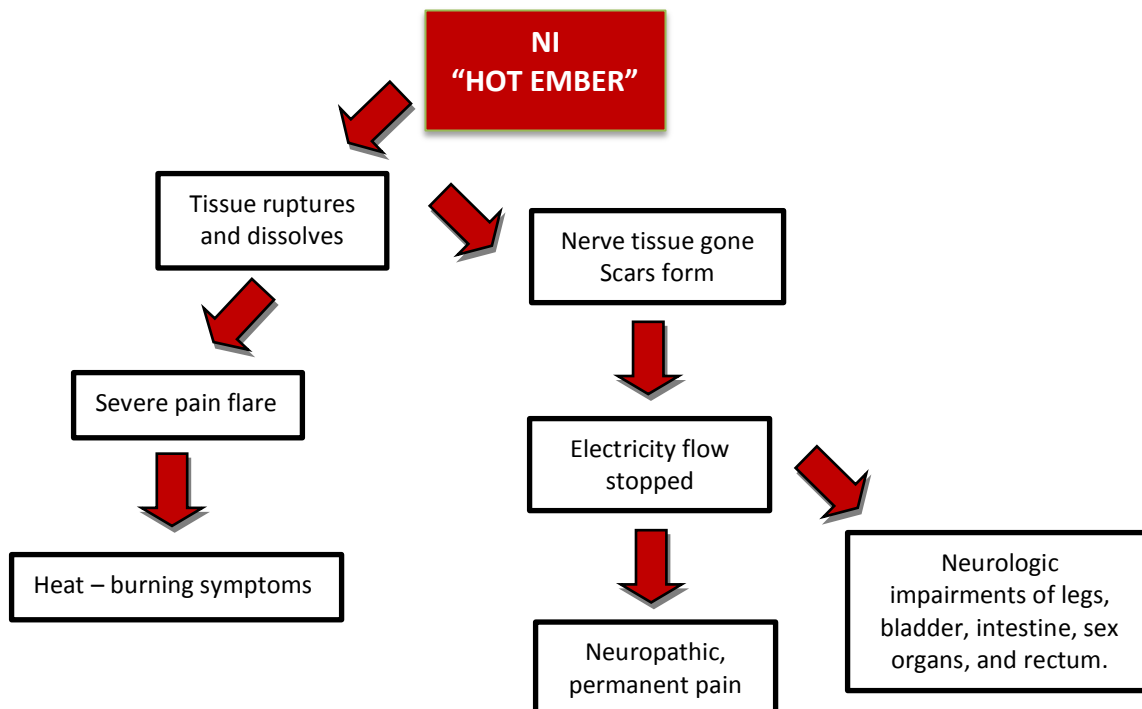 NI
“HOT EMBER”
Tissue ruptures
and dissolves
Nerve tissue gone
Scars form
Severe pain flare
Electricity flow
stopped
Heat – burning symptoms
Neurologic
impairments of legs,
bladder, intestine, sex
organs, and rectum.
Neuropathic,
permanent pain